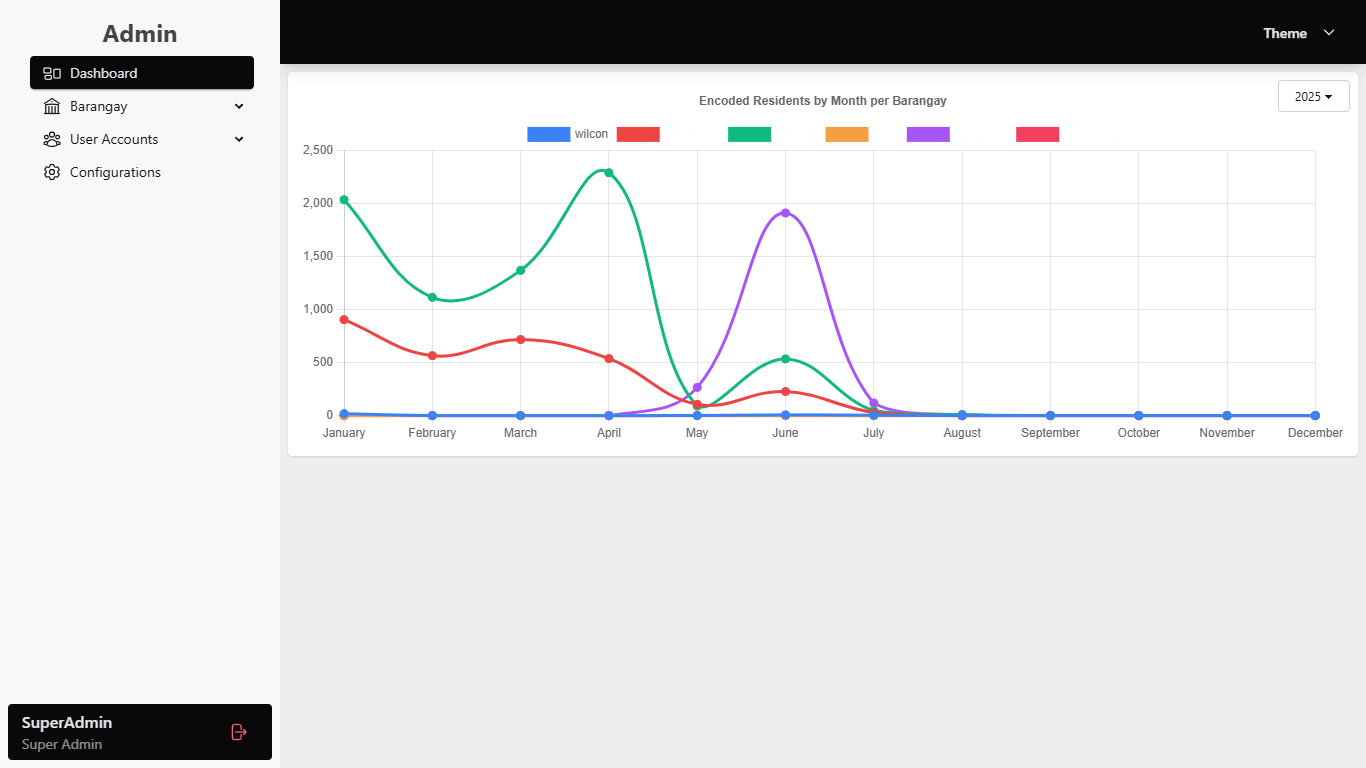 Admin
Dashboard
Barangay
User Accounts
Configurations
SuperAdmin
Super Admin
Theme
Encoded Residents by Month per Barangay
2025
wilcon
2,500
2,000
1,500
1,000
500
0
January February March April May June July August September October November December